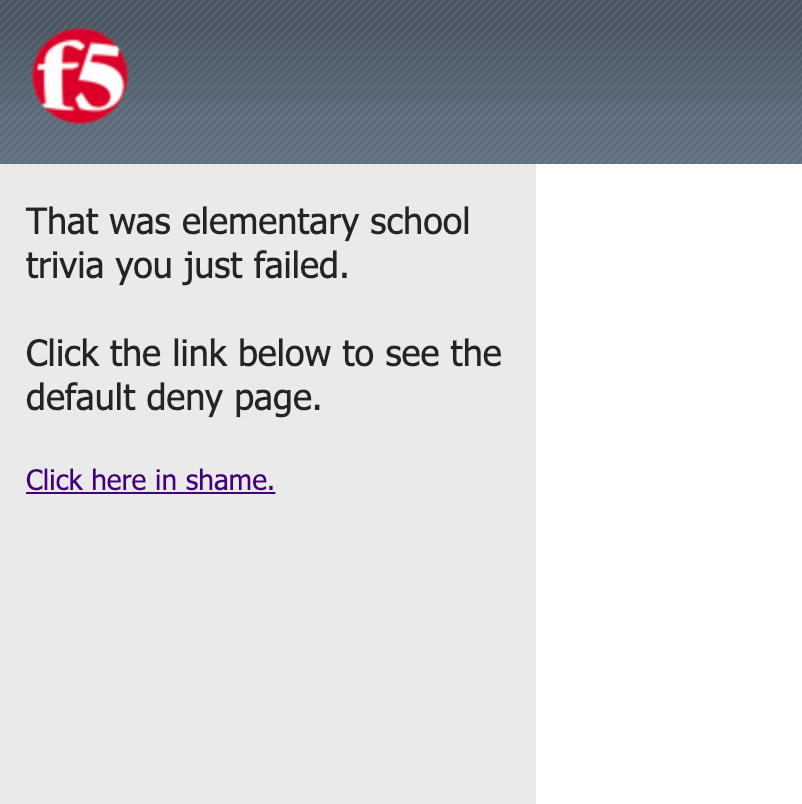 f5
That was elementary school
trivia you just failed.
Click the link below to see the
default deny page.
Click here in shame.